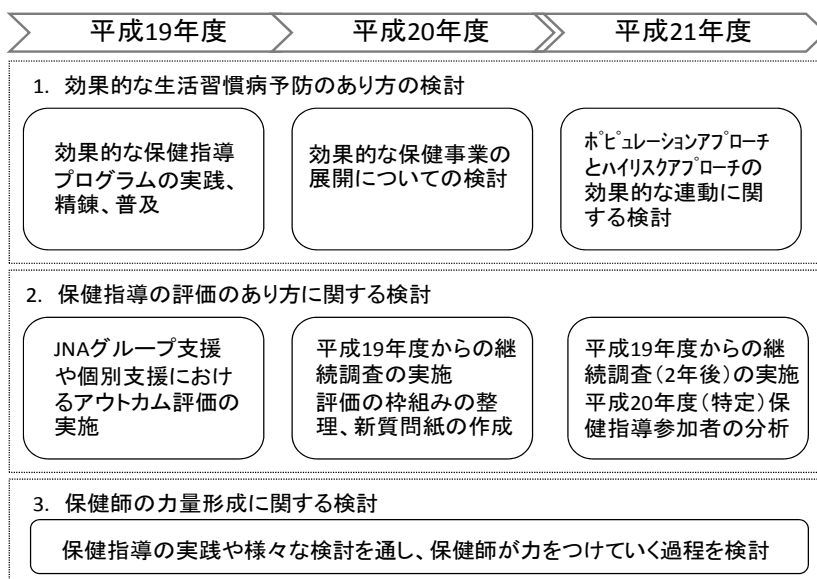 平成19年度
平成20年度
平成21年度
1. 効果的な生活習慣病予防のあり方の検討
効果的な保健指導
プログラムの実践、
精錬、普及
効果的な保健事業の
展開についての検討
ﾎﾟﾋﾟｭﾚｰｼｮﾝｱﾌﾟﾛｰﾁ
とﾊｲﾘｽｸｱﾌﾟﾛｰﾁの
効果的な連動に関
する検討
2. 保健指導の評価のあり方に関する検討
JNAグループ支援
や個別支援におけ
るアウトカム評価の
実施
平成19年度からの継
続調査の実施
評価の枠組みの整
理、新質問紙の作成
平成19年度からの継
続調査(2年後)の実施
平成20年度(特定)保
健指導参加者の分析
3. 保健師の力量形成に関する検討
保健指導の実践や様々な検討を通し、保健師が力をつけていく過程を検討